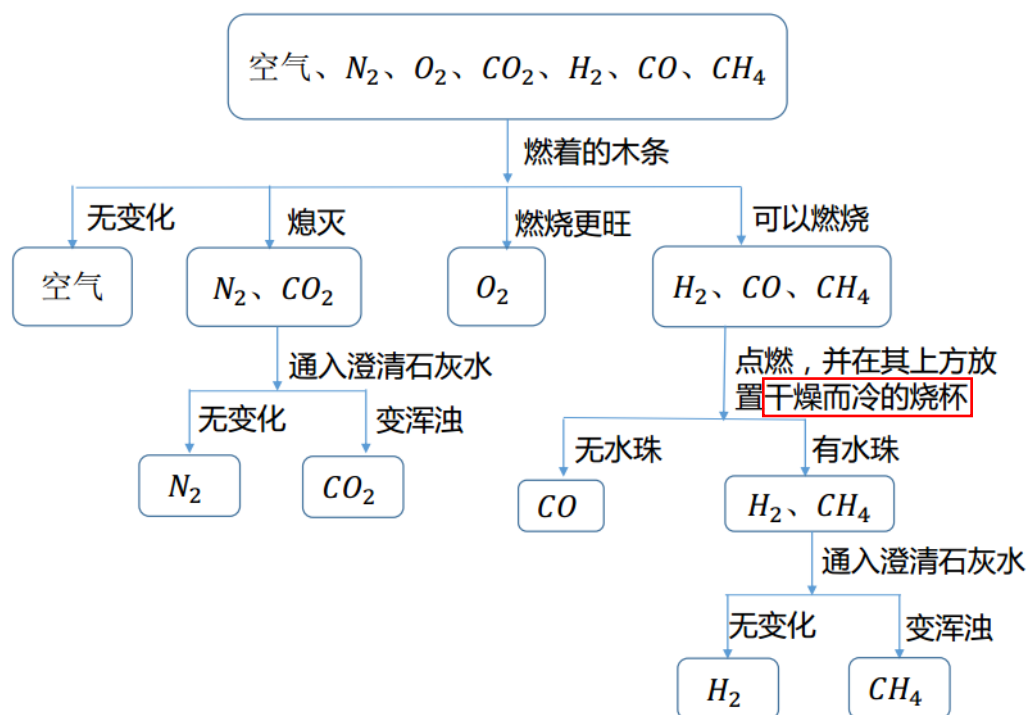 空气、N₂、O₂、CO₂、H₂、CO、CH₄
燃着的木条
无变化
熄灭
燃烧更旺
可以燃烧
空气
N₂、CO₂
O₂
H₂、CO、CH₄
通入澄清石灰水
点燃，并在其上方放
置干燥而冷的烧杯
无变化
变浑浊
无水珠
有水珠
N₂
CO₂
CO
H₂、CH₄
通入澄清石灰水
无变化
变浑浊
H₂
CH₄